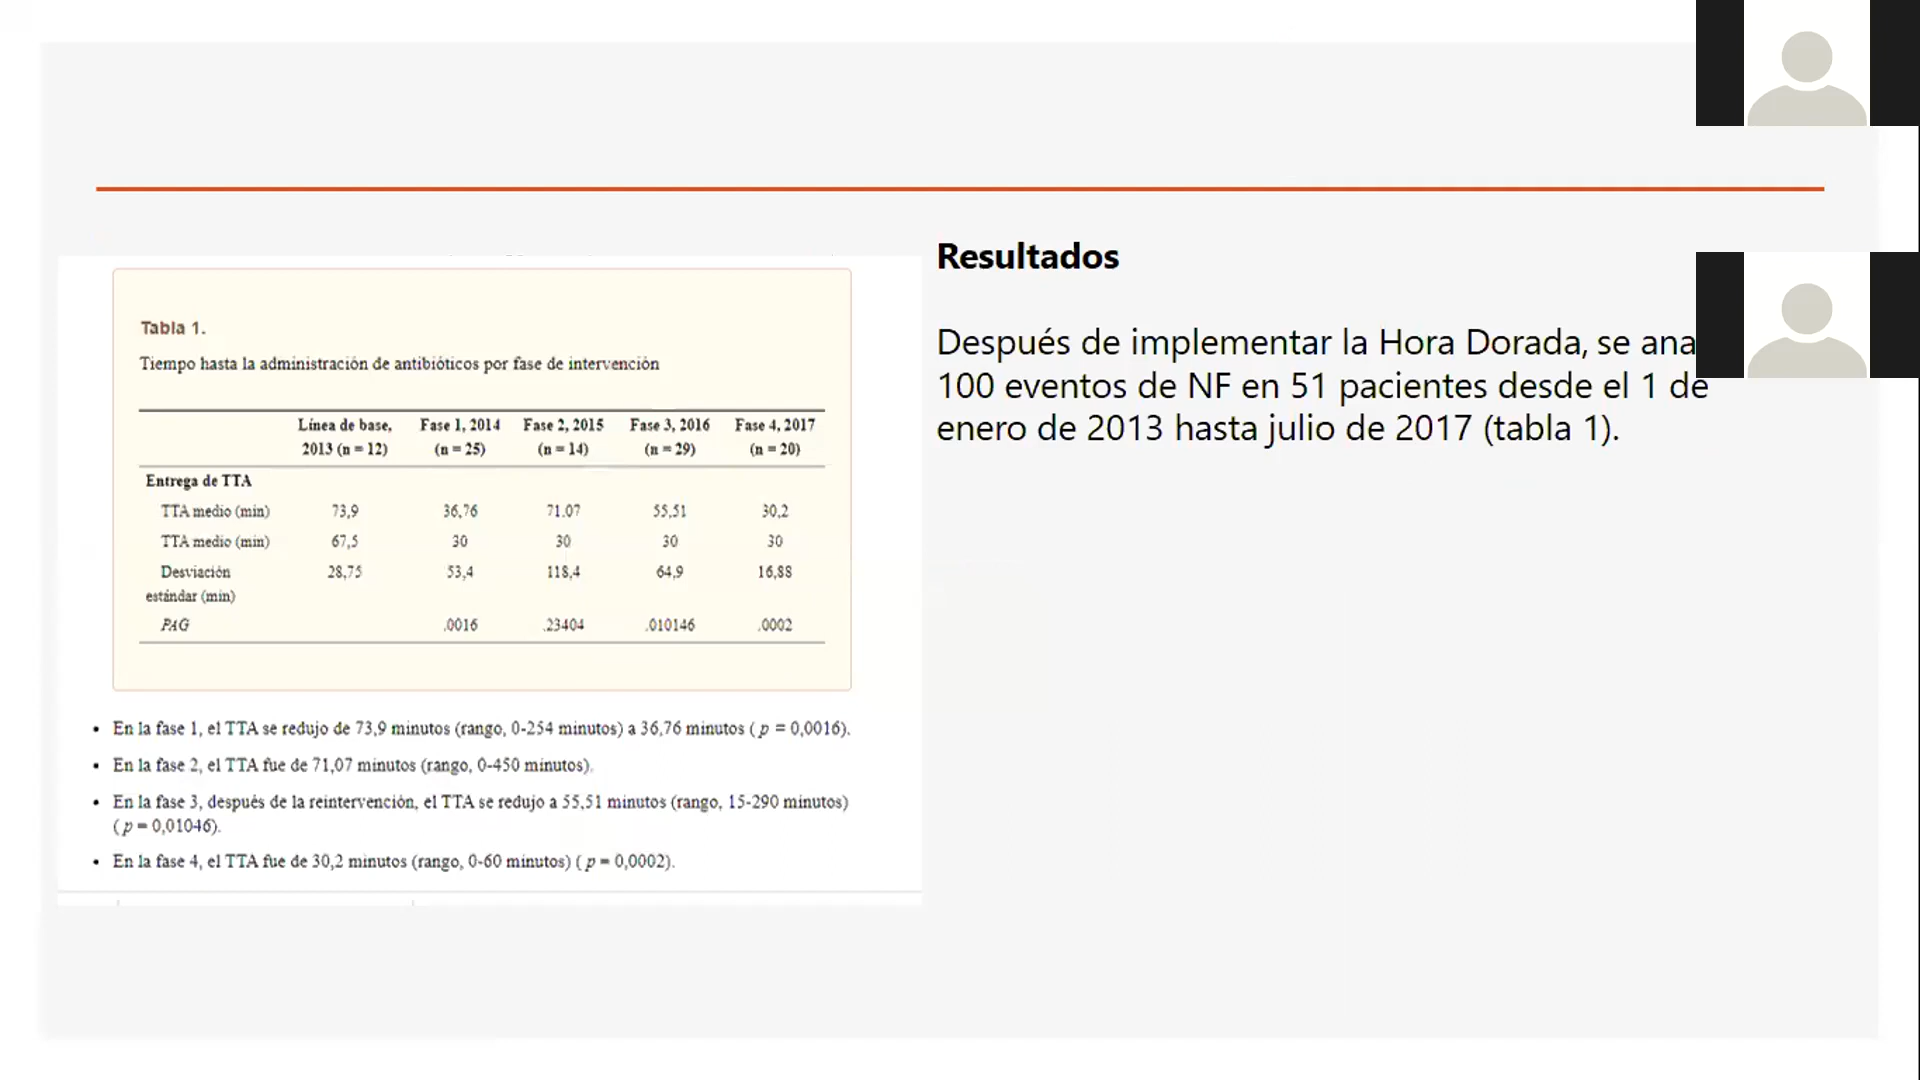 Resultados
Después de implementar la Hora Dorada, se ana
100 eventos de NF en 51 pacientes desde el 1 de
enero de 2013 hasta julio de 2017 (tabla 1).
Tabla 1.
Tiempo hasta la administración de antibióticos por fase de intervención
Línea de base, Fase 1, 2014 Fase 2, 2015 Fase 3, 2016 Fase 4, 2017
2013 (n = 12) (n = 25) (n = 14) (n = 29) (n = 20)
Entrega de TTA
TTA medio (min) 73,9 36,76 71.07 55,51 30,2
TTA medio (min) 67,5 30 30 30 30
Desviación 28,75 53,4 118,4 64,9 16,88
estándar (min)
PAG .0016 .23404 .010146 .0002
• En la fase 1, el TTA se redujo de 73,9 minutos (rango, 0-254 minutos) a 36,76 minutos ( p = 0,0016).
• En la fase 2, el TTA fue de 71,07 minutos (rango, 0-450 minutos).
• En la fase 3, después de la reintervención, el TTA se redujo a 55,51 minutos (rango, 15-290 minutos)
( p = 0,01046).
• En la fase 4, el TTA fue de 30,2 minutos (rango, 0-60 minutos) ( p = 0,0002).